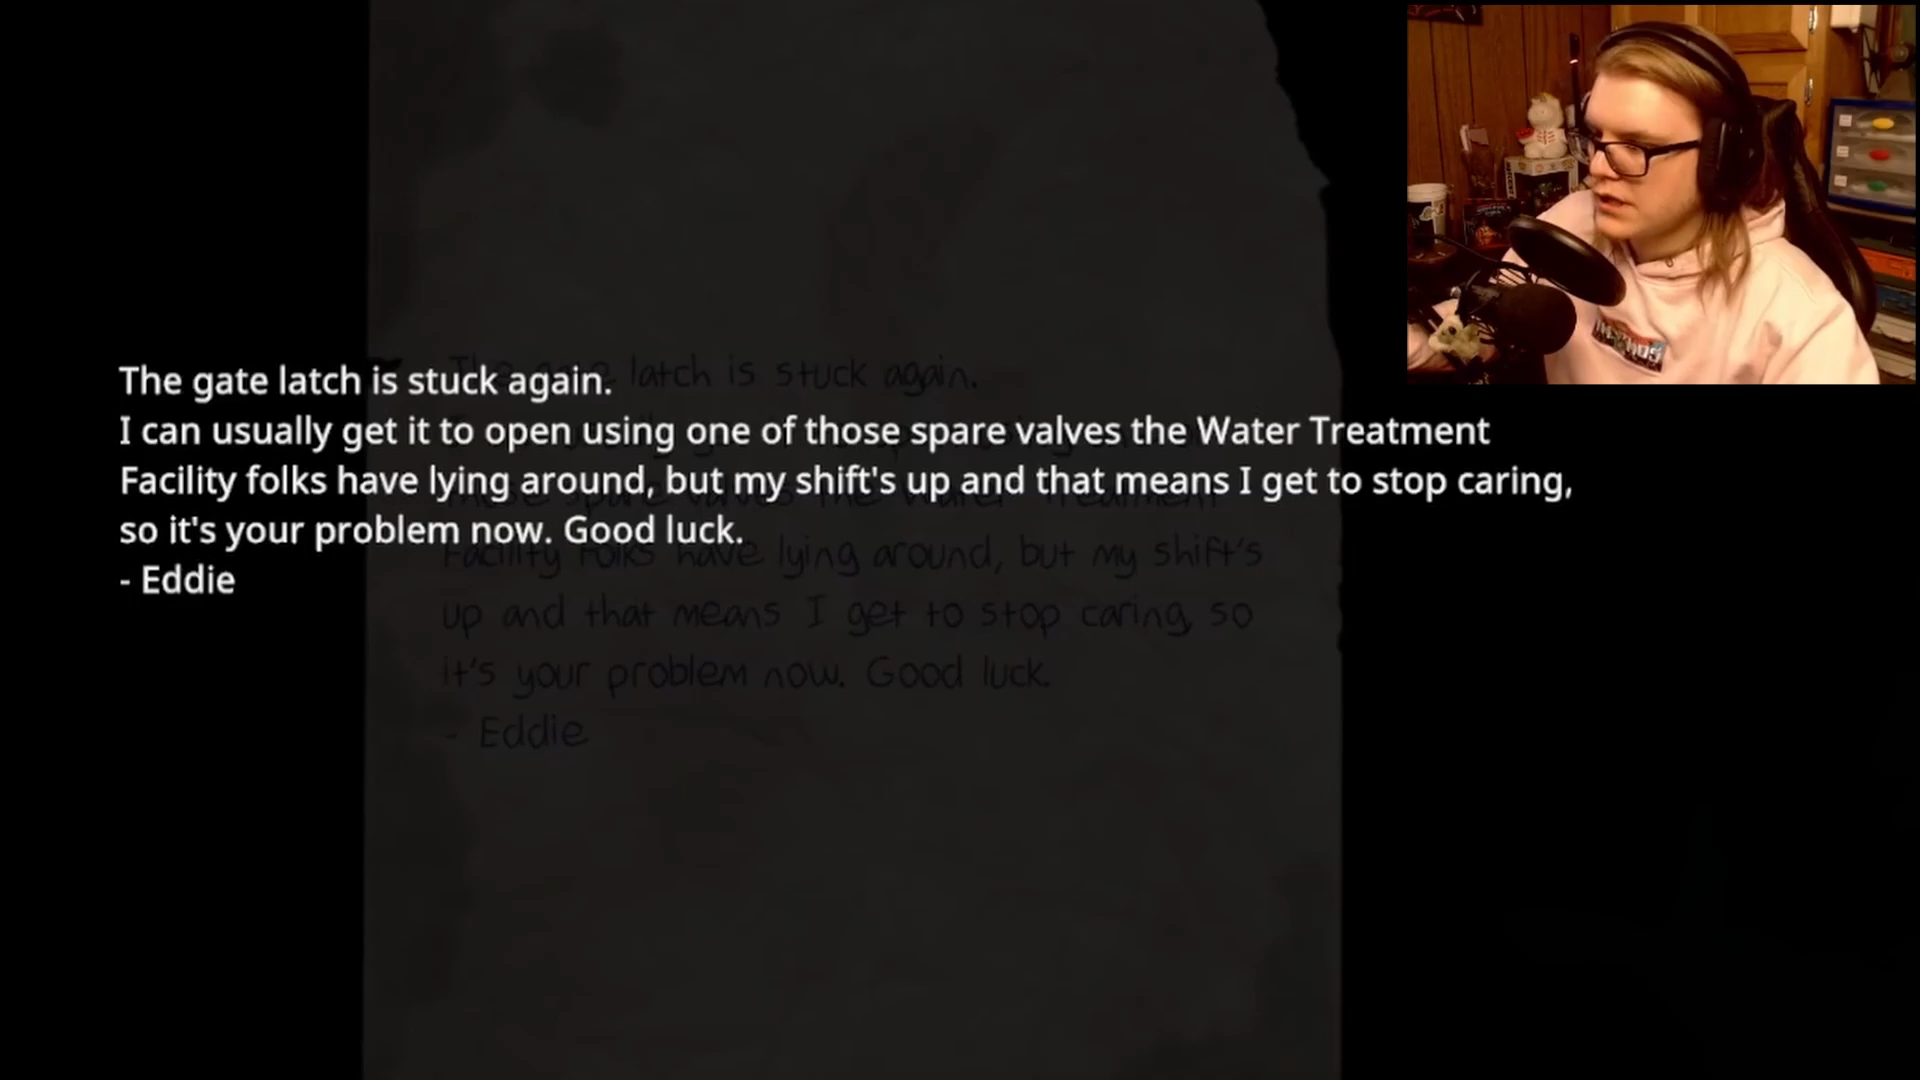 The gate latch is stuck again.
I can usually get it to open using one of those spare valves the Water Treatment
Facility folks have lying around, but my shift's up and that means I get to stop caring,
so it's your problem now. Good luck.
- Eddie
latch is stuck again.
Facility folks have lying around, but my shift's
up and that means I get to stop caring, so
it's your problem now. Good luck.
- Eddie